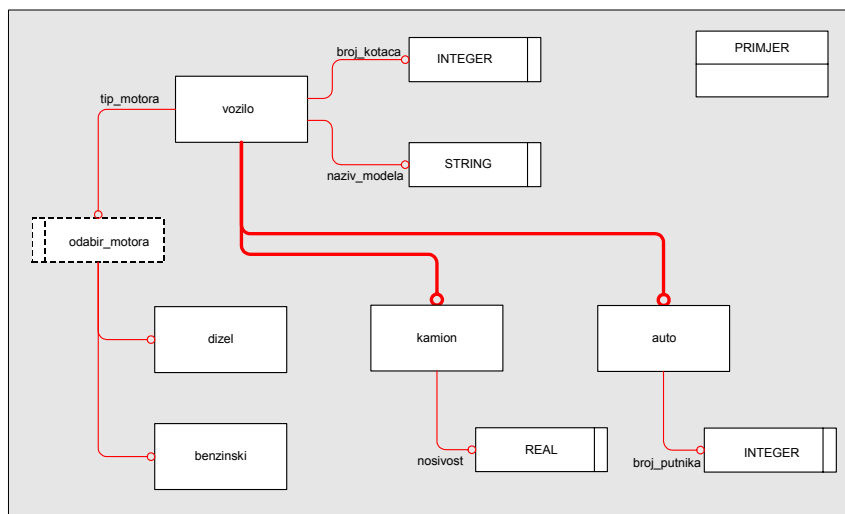 broj_kotaca
INTEGER
PRIMJER
tip_motora
vozilo
naziv_modela
STRING
odabir_motora
dizel
kamion
auto
benzinski
nosivost
REAL
broj_putnika
INTEGER